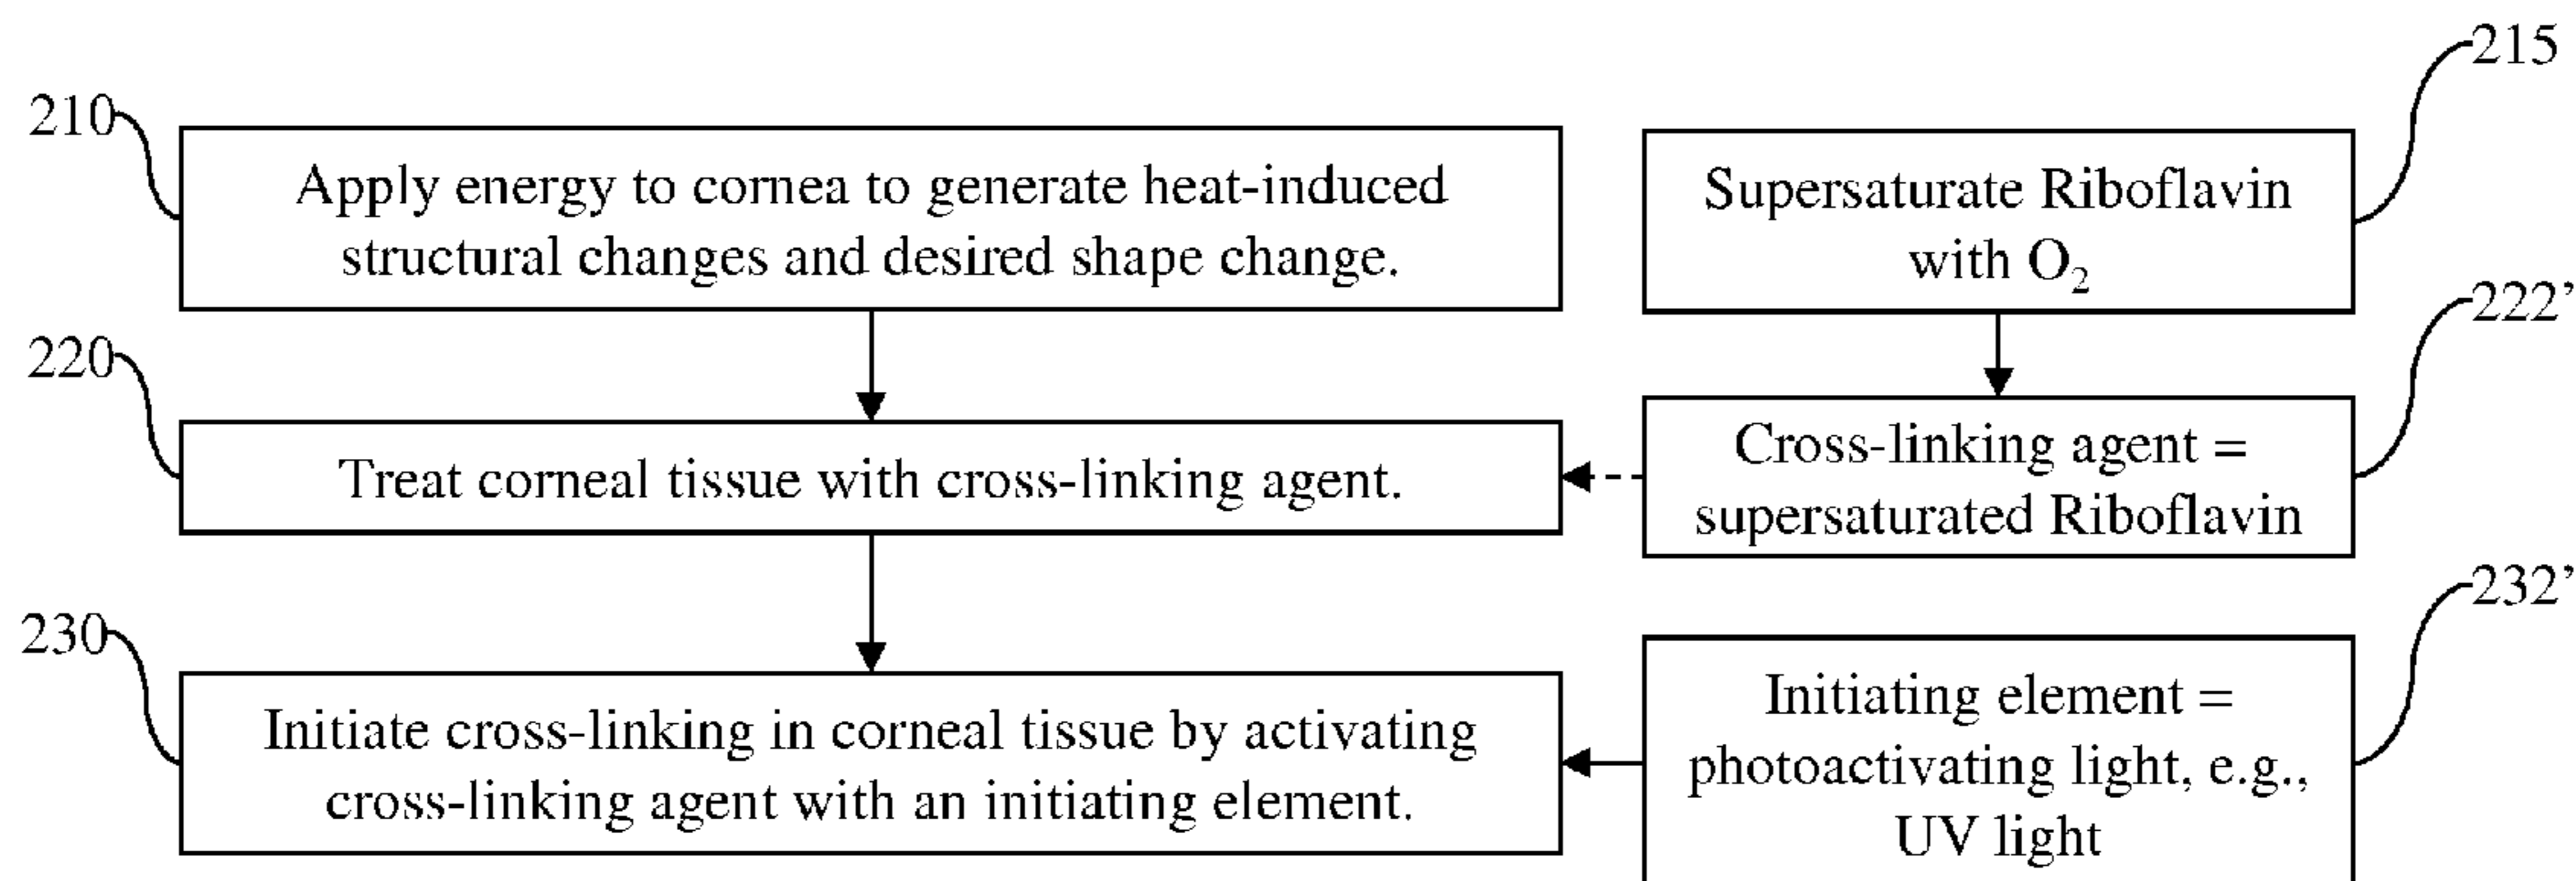 215
210
Apply energy to cornea to generate heat-induced
structural changes and desired shape change.
Supersaturate Riboflavin
with O₂
222’
220
Treat corneal tissue with cross-linking agent.
Cross-linking agent =
supersaturated Riboflavin
232’
230
Initiate cross-linking in corneal tissue by activating
cross-linking agent with an initiating element.
Initiating element =
photoactivating light, e.g.,
UV light